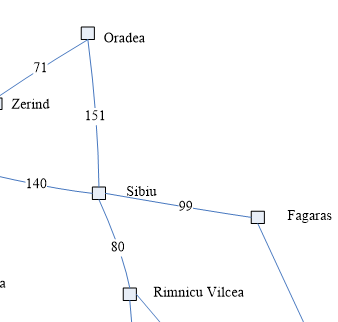 Oradea
71
Zerind
151
140
Sibiu
99
Fagaras
80
a
Rimnicu Vilcea